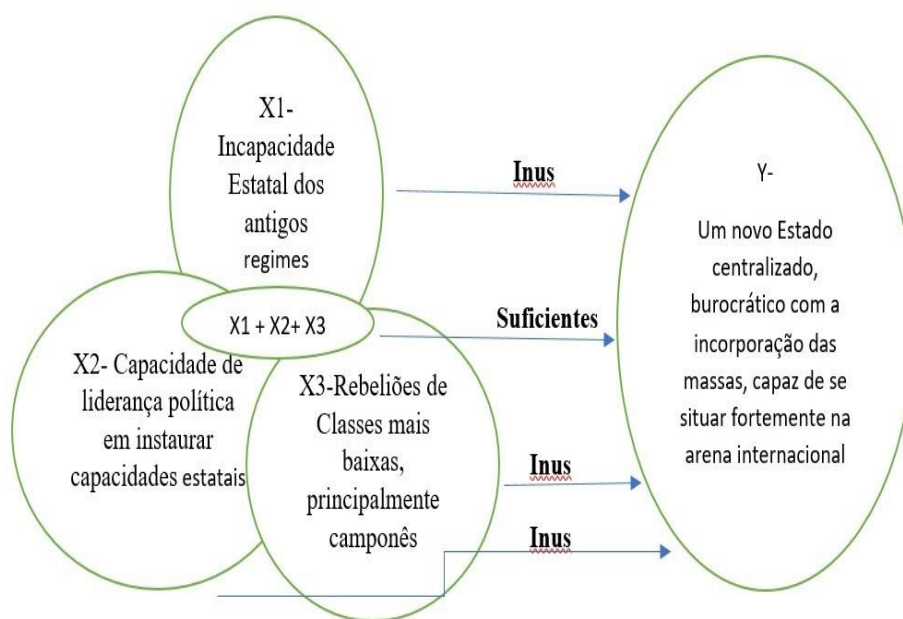 X1-
Incapacidade
Estatal dos
antigos
regimes
Inus
X1 + X2+ X3
Suficientes
X2- Capacidade de
liderança política
em instaurar
capacidades estatais
X3-Rebeliões de
Classes mais
baixas,
principalmente
camponês
Inus
Inus
Y-
Um novo Estado
centralizado,
burocrático com a
incorporação das
massas, capaz de se
situar fortemente na
arena internacional